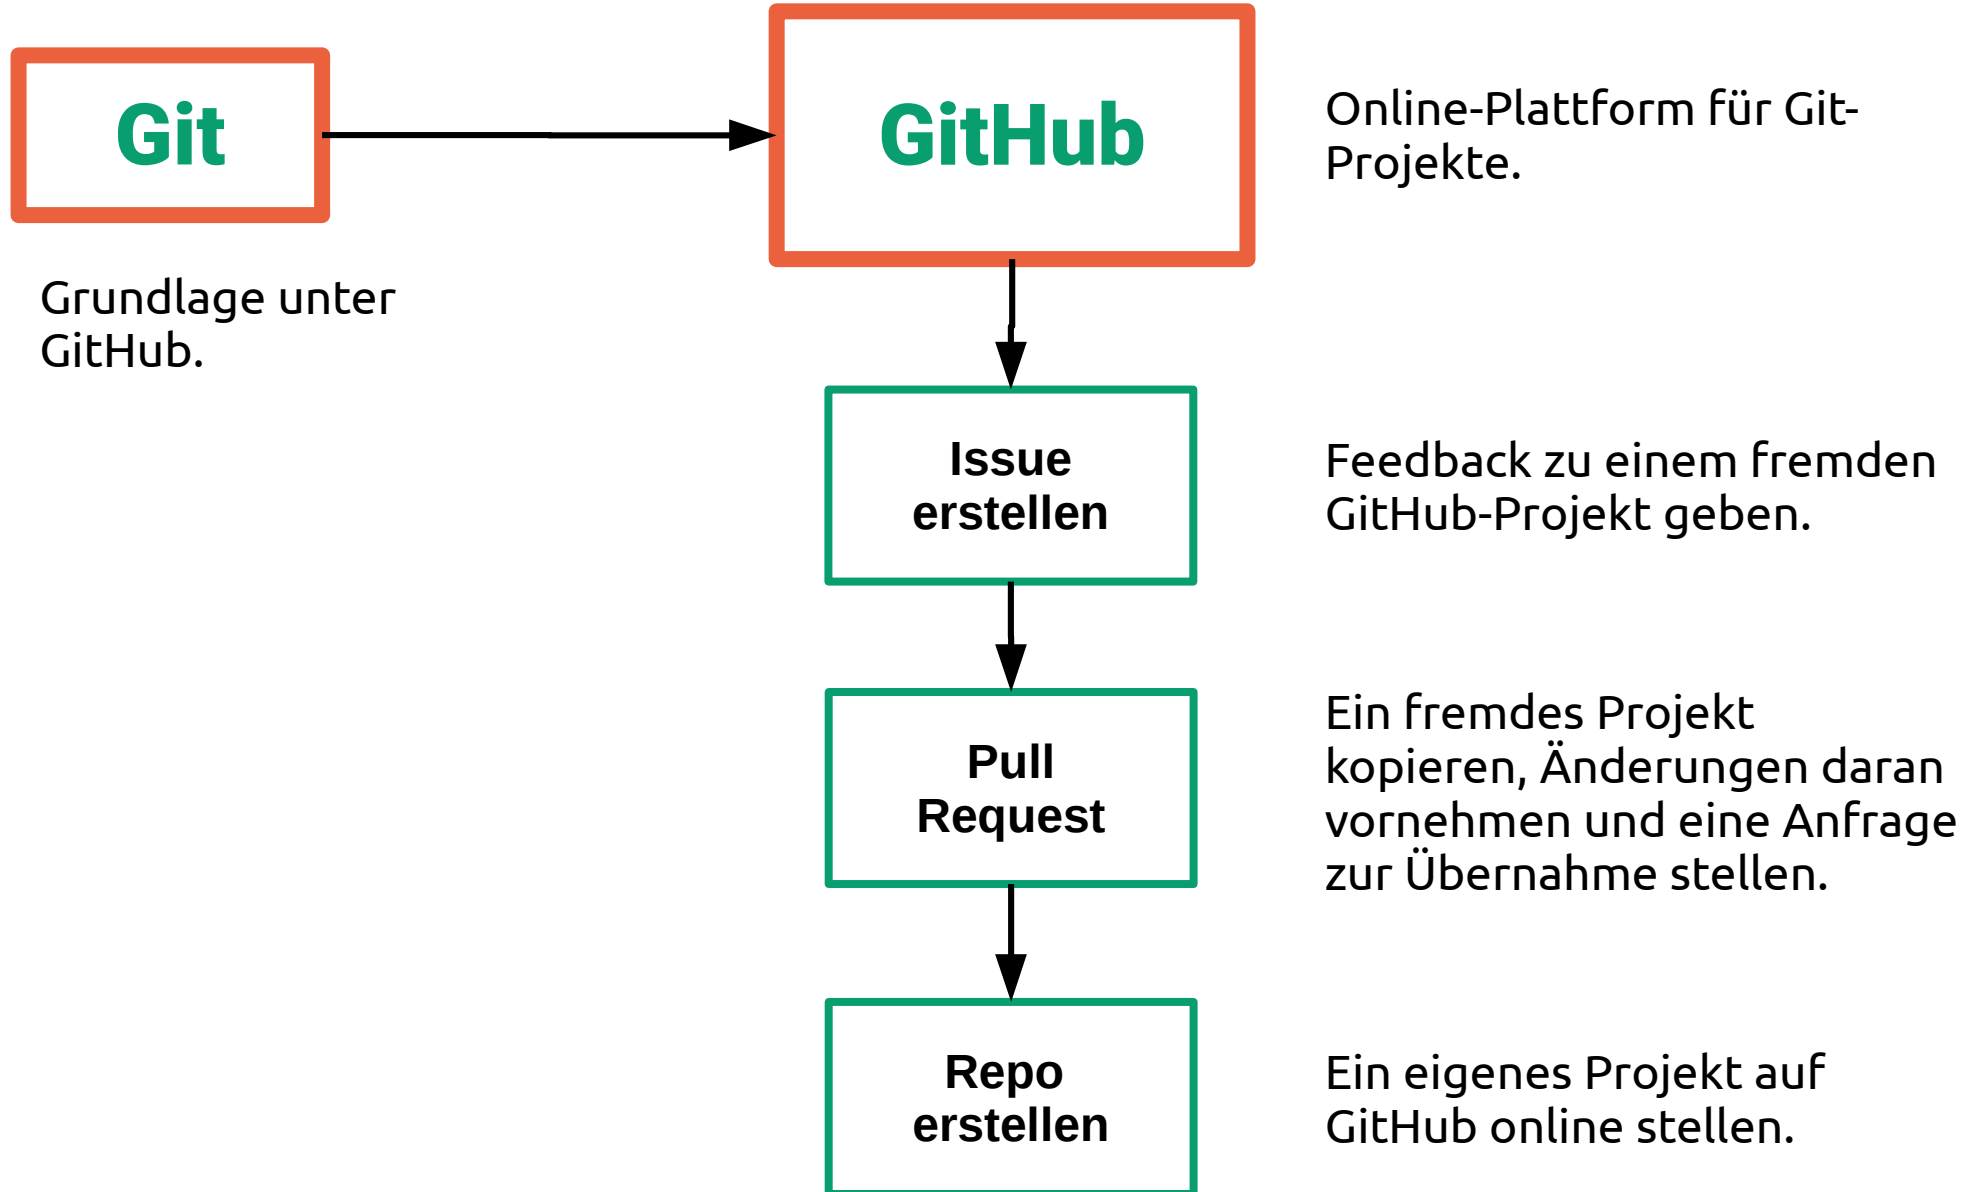 Git
GitHub
Online-Plattform für Git-
Projekte.
Grundlage unter
GitHub.
Issue
erstellen
Feedback zu einem fremden
GitHub-Projekt geben.
Pull
Request
Ein fremdes Projekt
kopieren, Änderungen daran
vornehmen und eine Anfrage
zur Übernahme stellen.
Repo
erstellen
Ein eigenes Projekt auf
GitHub online stellen.